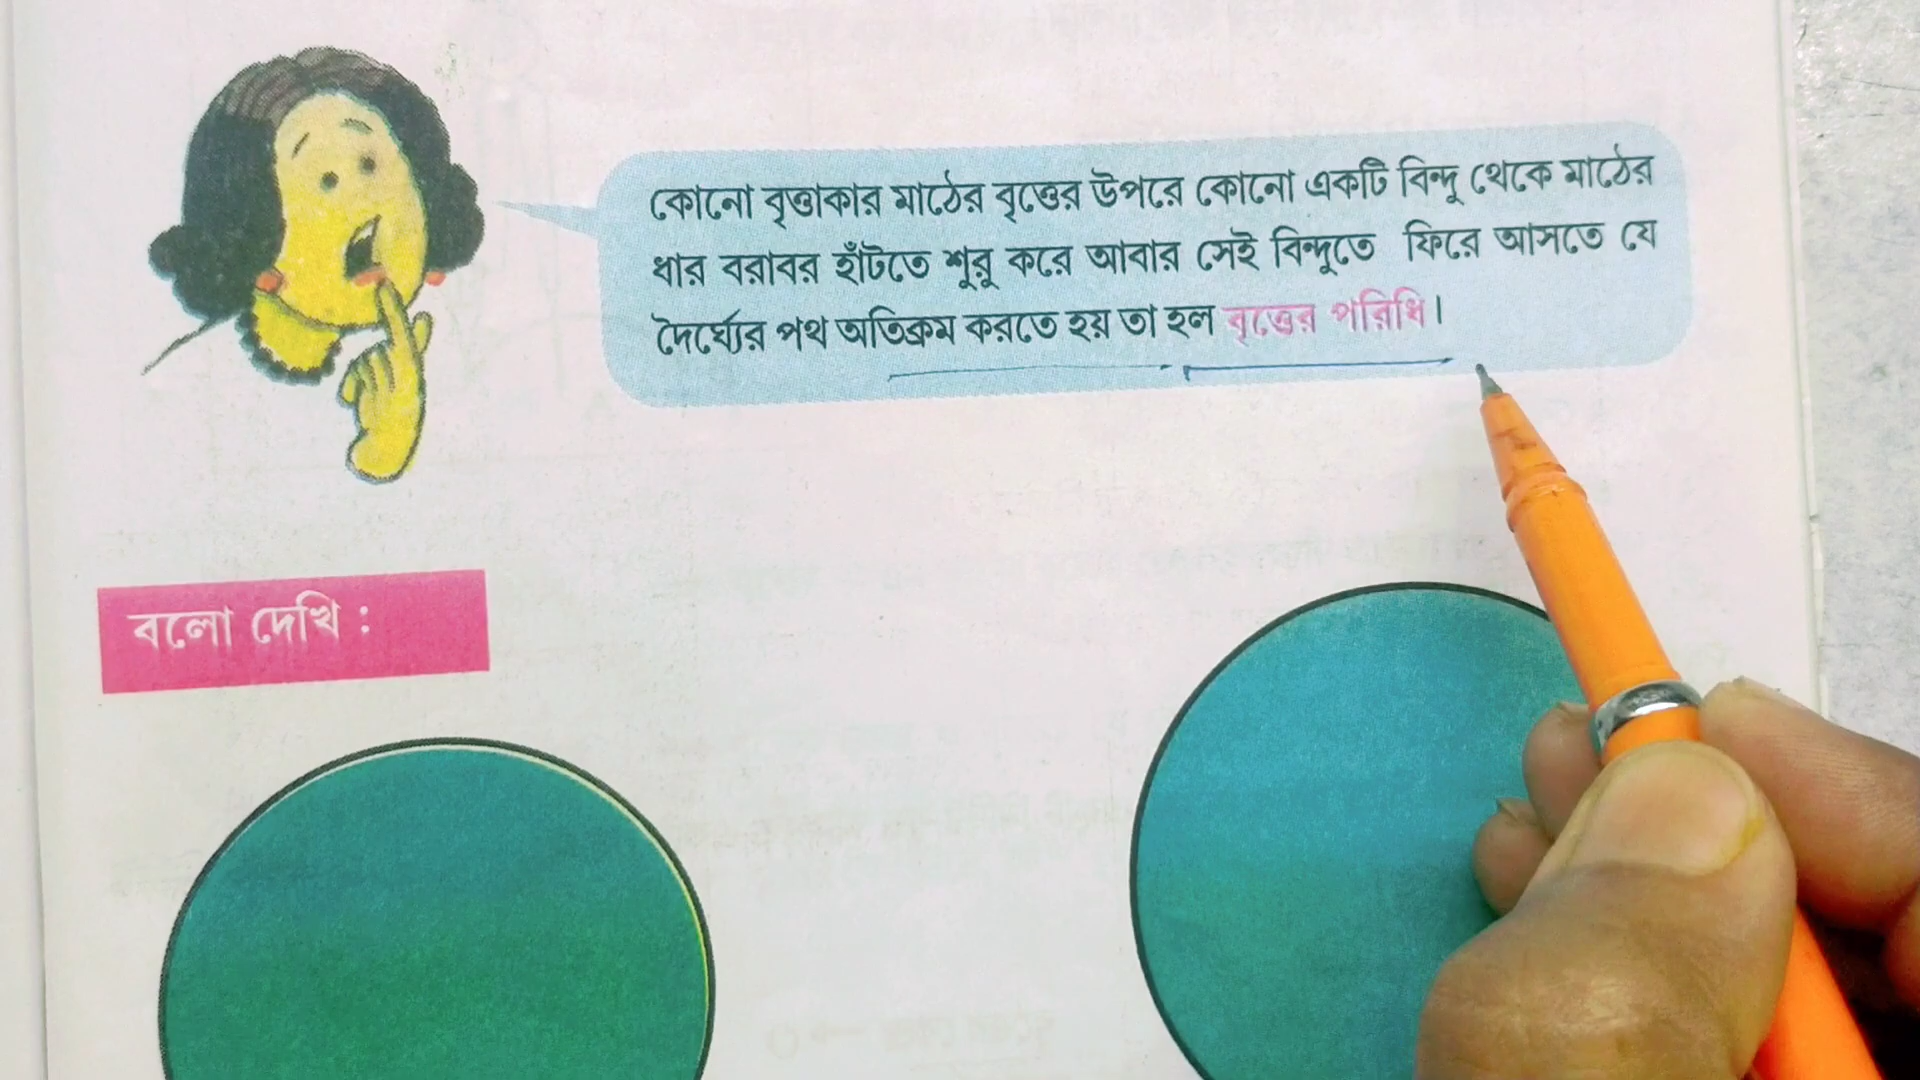 কোনো বৃত্তাকার মাঠের বৃত্তের উপরে কোনো একটি বিন্দু থেকে মাঠের
ধার বরাবর হাঁটতে শুরু করে আবার সেই বিন্দুতে ফিরে আসতে যে
দৈর্ঘ্যের পথ অতিক্রম করতে হয় তা হল বৃত্তের পরিধি।
বলো দেখি :